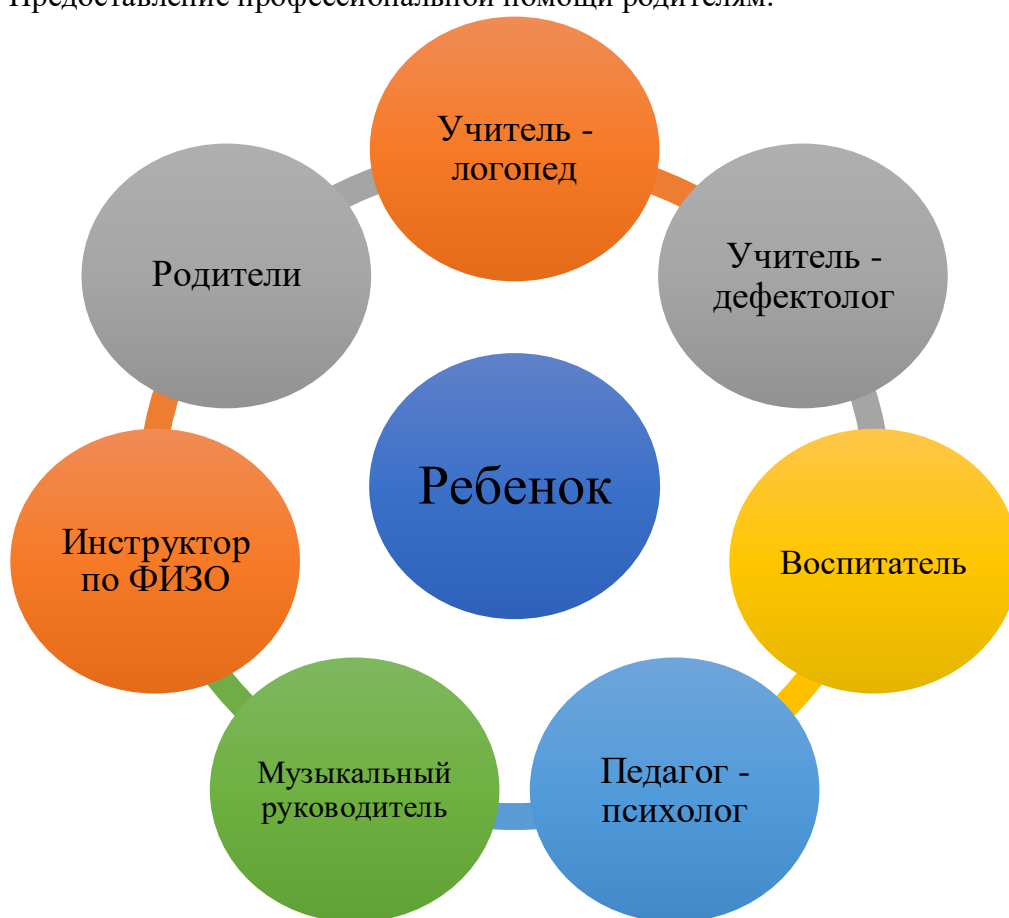 Предоставление профессиональной помощи родителям.
Учитель -
логопед
Родители
Учитель -
дефектолог
Ребенок
Инструктор
по ФИЗО
Воспитатель
Музыкальный
руководитель
Педагог -
психолог